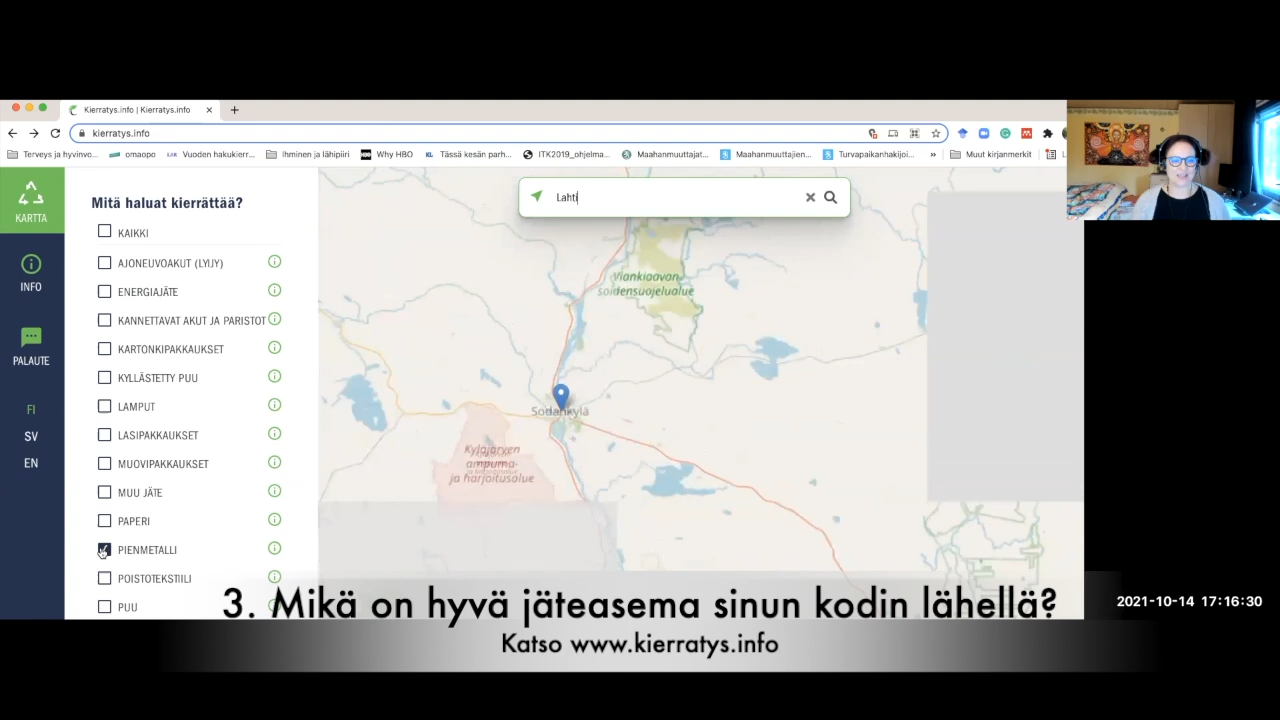 Kierratys.info | Kierratys.info
kierratys.info
Terveys ja hyvinvo...
omaopo
Vuoden hakukierr...
Ihminen ja lähipiiri
Why HBO
Tässä kesän parh...
ITK2019_ohjelma...
Maahanmuuttajat...
Maahanmuuttajien...
Turvapaikanhakijoi...
Muut kirjanmerkit
KARTTA
INFO
PALAUTE
FI
SV
EN
Mitä haluat kierrättää?
KAIKKI
AJONEUVOAKUT (LYIJY)
ENERGIAJÄTE
KANNETTAVAT AKUT JA PARISTOT
KARTONKIPAKKAUKSET
KYLLÄSTETTY PUU
LAMPUT
LASIPAKKAUKSET
MUOVIPAKKAUKSET
MUU JÄTE
PAPERI
PIENMETALLI
POISTOTEKSTIILI
PUU
Lahti
Viankiaavan
soidensuojelualue
Sodankylä
Kyläjärven
ampuma-
ja harjoitusalue
3. Mikä on hyvä jäteasema sinun kodin lähellä?
Katso www.kierratys.info
2021-10-14 17:16:30